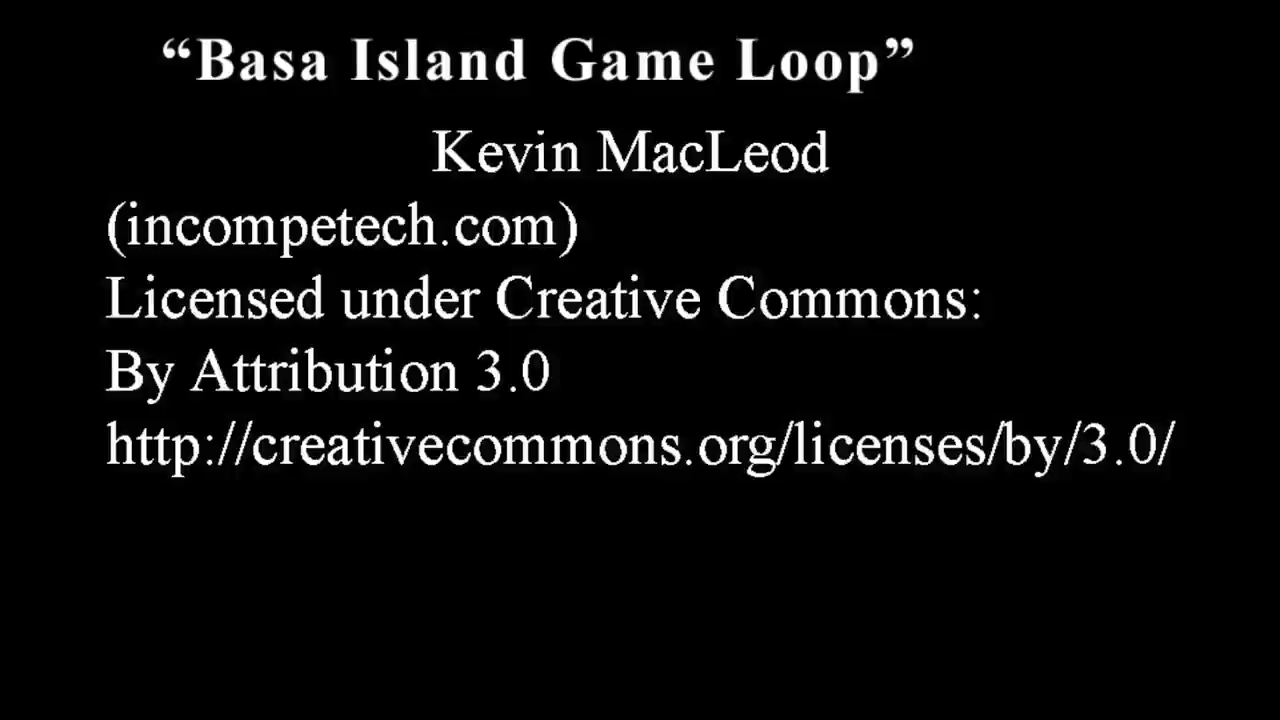 “Basa Island Game Loop”
Kevin MacLeod
(incompetech.com)
Licensed under Creative Commons:
By Attribution 3.0
http://creativecommons.org/licenses/by/3.0/